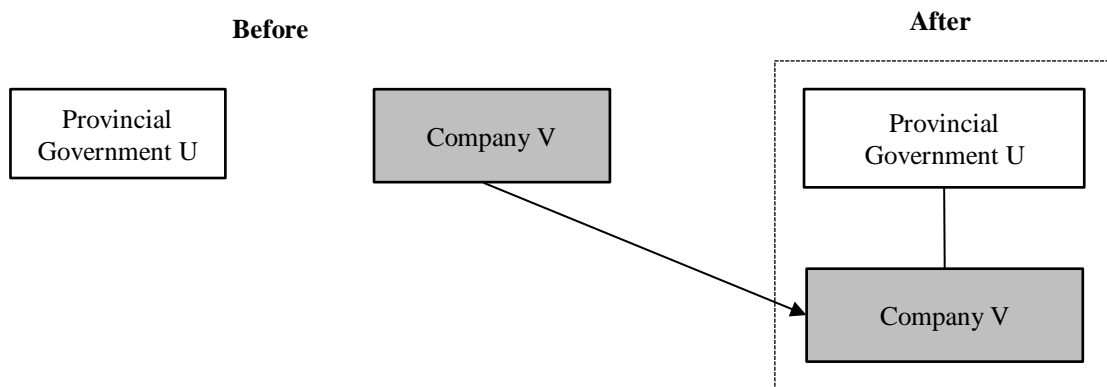 Before
After
Provincial
Government U
Company V
Provincial
Government U
Company V